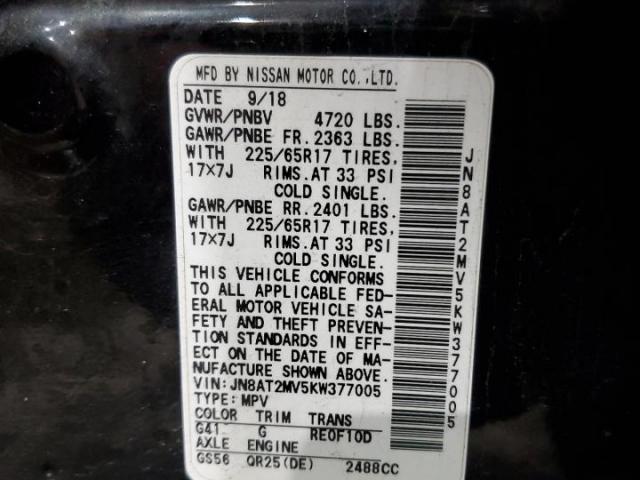 MFD BY NISSAN MOTOR CO.,LTD.
DATE 9/18
GVWR/PNBV 4720 LBS.
GAWR/PNBE FR. 2363 LBS.
WITH 225/65R17 TIRES,
17×7J RIMS. AT 33 PSI
COLD SINGLE.
GAWR/PNBE RR. 2401 LBS.
WITH 225/65R17 TIRES,
17×7J RIMS. AT 33 PSI
COLD SINGLE.
THIS VEHICLE CONFORMS
TO ALL APPLICABLE FED-
ERAL MOTOR VEHICLE SA-
FETY AND THEFT PREVEN-
TION STANDARDS IN EFF-
ECT ON THE DATE OF MA-
NUFACTURE SHOWN ABOVE.
VIN: JN8AT2MV5KW377005
TYPE: MPV
COLOR TRIM TRANS
G41 G RE0F10D
AXLE ENGINE
GS56 QR25(DE) 2488CC
JN8AT2MV5KW377005